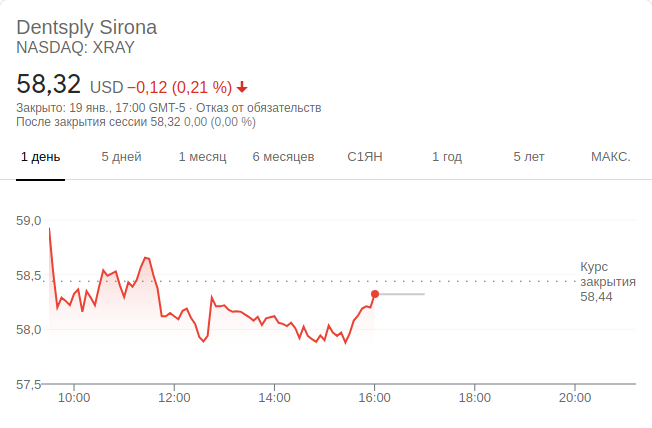 Dentsply Sirona
NASDAQ: XRAY
58,32 USD −0,12 (0,21 %)
Закрыто: 19 янв., 17:00 GMT-5 · Отказ от обязательств
После закрытия сессии 58,32 0,00 (0,00 %)
1 день 5 дней 1 месяц 6 месяцев С1ЯН 1 год 5 лет МАКС.
59,0
58,5
58,0
57,5
Курс
закрытия
58,44
10:00 12:00 14:00 16:00 18:00 20:00